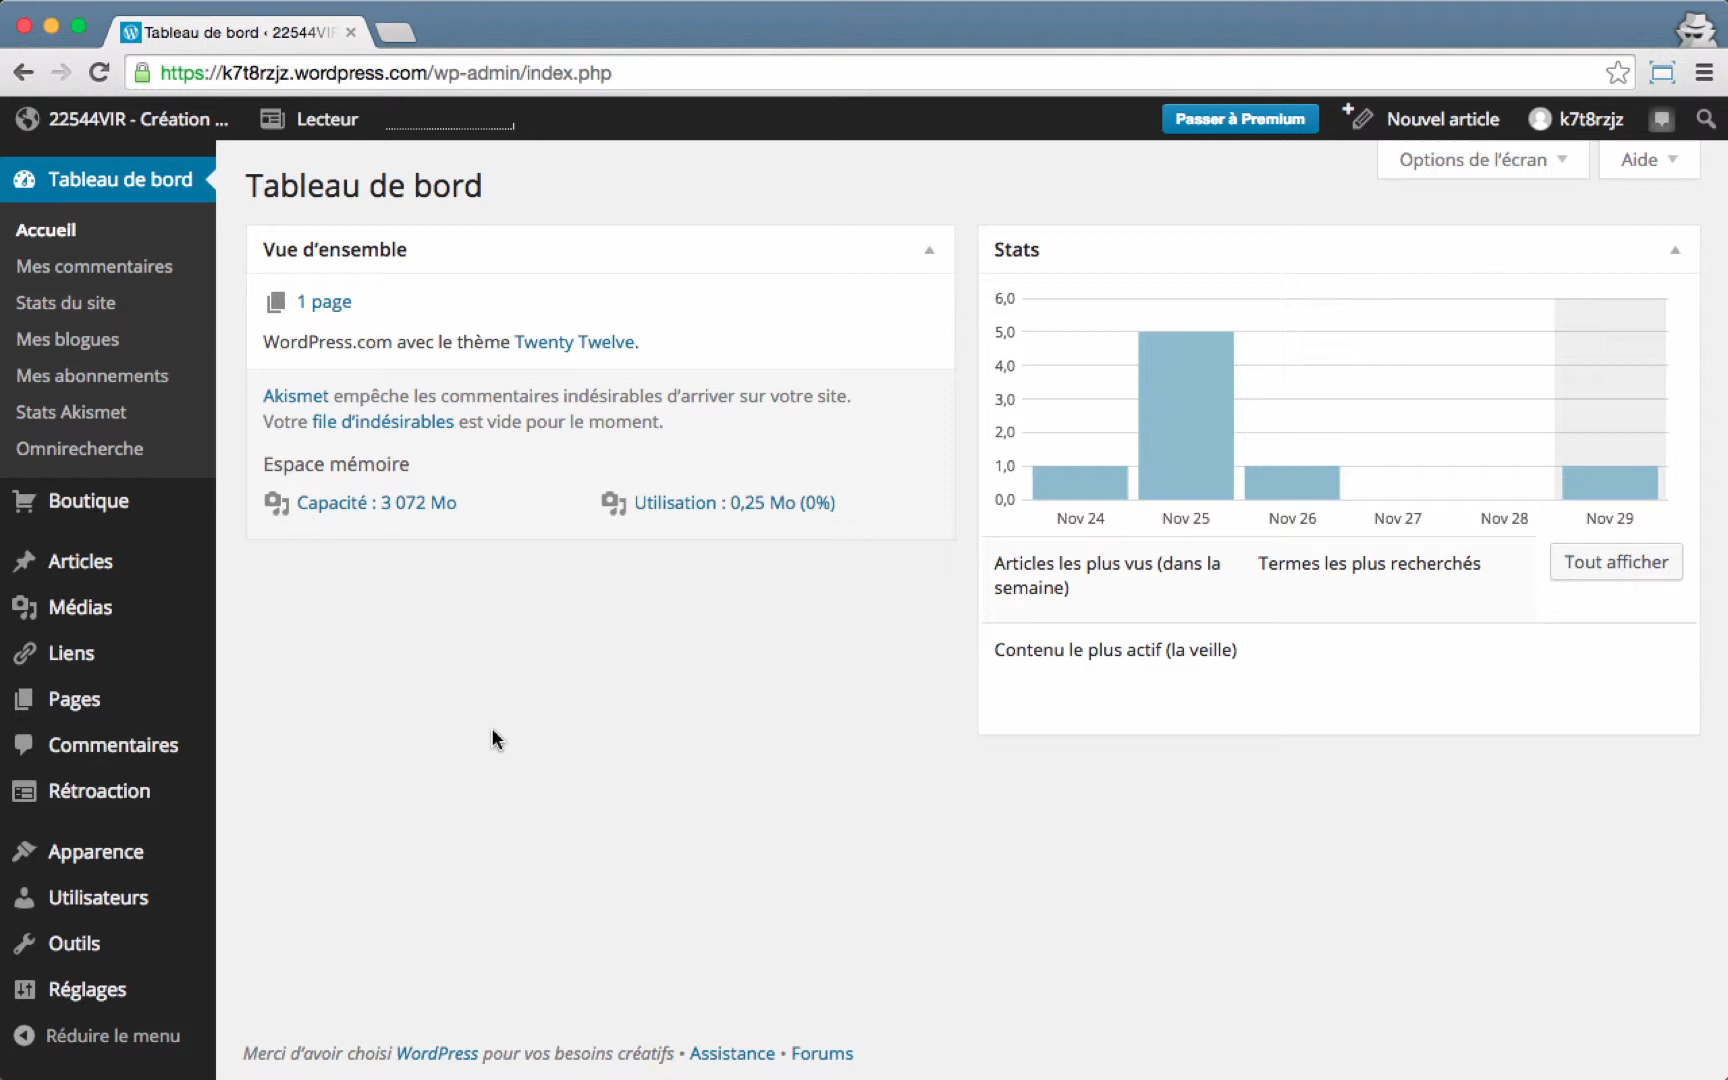 Tableau de bord ‹ 22544VIR
https://k7t8rzjz.wordpress.com/wp-admin/index.php
22544VIR - Création ...
Lecteur
Passer à Premium
Nouvel article
k7t8rzjz
Tableau de bord
Accueil
Mes commentaires
Stats du site
Mes blogues
Mes abonnements
Stats Akismet
Omnirecherche
Boutique
Articles
Médias
Liens
Pages
Commentaires
Rétroaction
Apparence
Utilisateurs
Outils
Réglages
Réduire le menu
Options de l'écran
Aide
Tableau de bord
Vue d'ensemble
1 page
WordPress.com avec le thème Twenty Twelve.
Akismet empêche les commentaires indésirables d'arriver sur votre site.
Votre file d'indésirables est vide pour le moment.
Espace mémoire
Capacité : 3 072 Mo
Utilisation : 0,25 Mo (0%)
Stats
6,0
5,0
4,0
3,0
2,0
1,0
0,0
Nov 24
Nov 25
Nov 26
Nov 27
Nov 28
Nov 29
Articles les plus vus (dans la
semaine)
Termes les plus recherchés
Tout afficher
Contenu le plus actif (la veille)
Merci d'avoir choisi WordPress pour vos besoins créatifs • Assistance • Forums